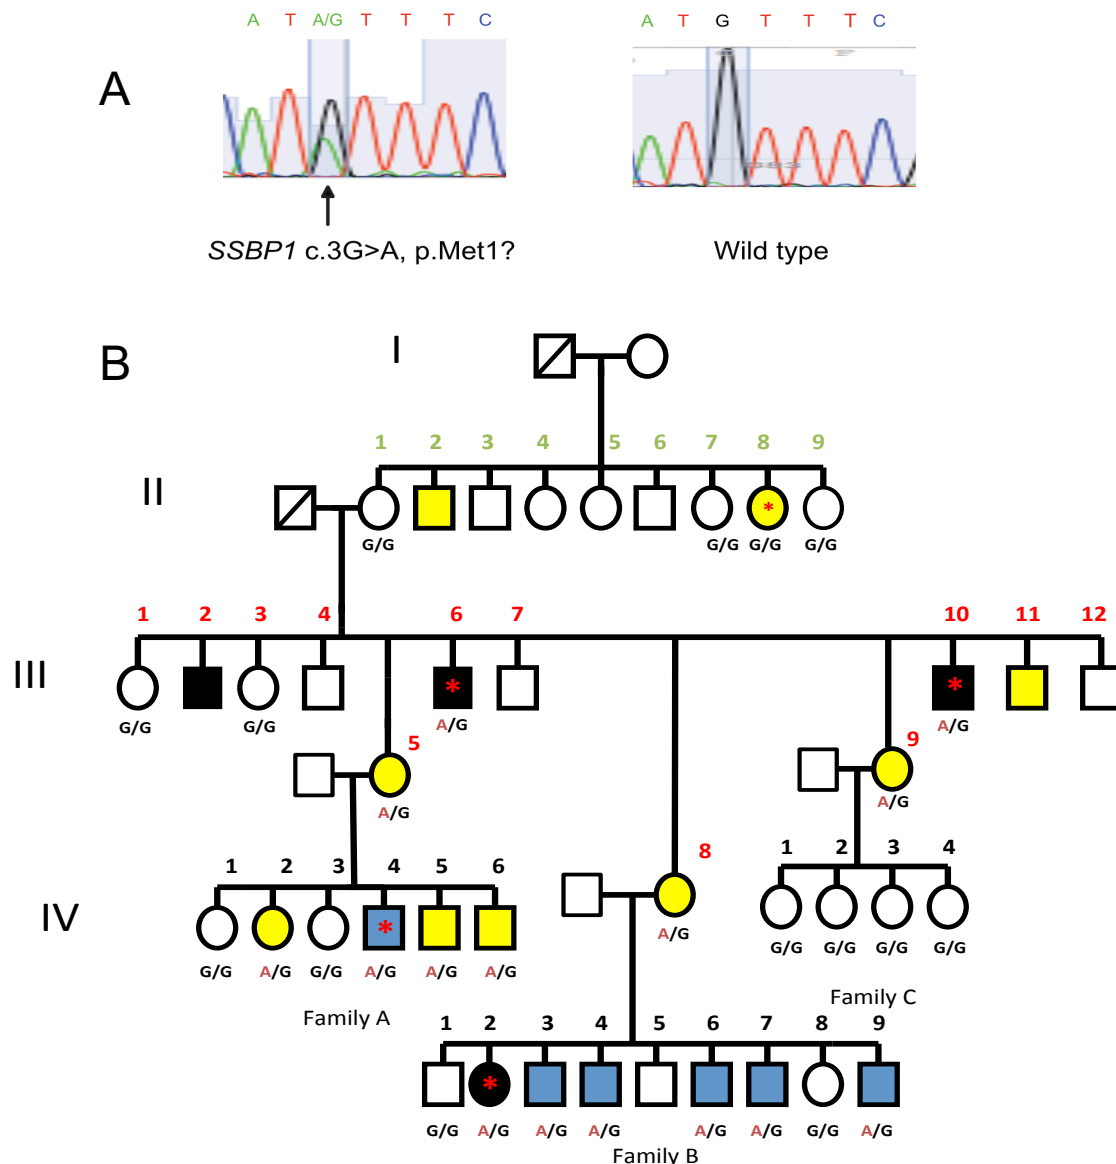 A T A/G T T T C
A T G T T T C
A
SSBP1 c.3G>A, p.Met1?
Wild type
B
I
1 2 3 4 5 6 7 8 9
II
*
G/G G/G G/G G/G
1 2 3 4 6 7 10 11 12
III
* *
G/G G/G A/G A/G
5 9
A/G A/G
8
1 2 3 4 5 6
1 2 3 4
IV
*
A/G
G/G A/G G/G A/G A/G A/G
G/G G/G G/G G/G
Family A
Family C
1 2 3 4 5 6 7 8 9
*
G/G A/G A/G A/G A/G A/G G/G A/G
Family B